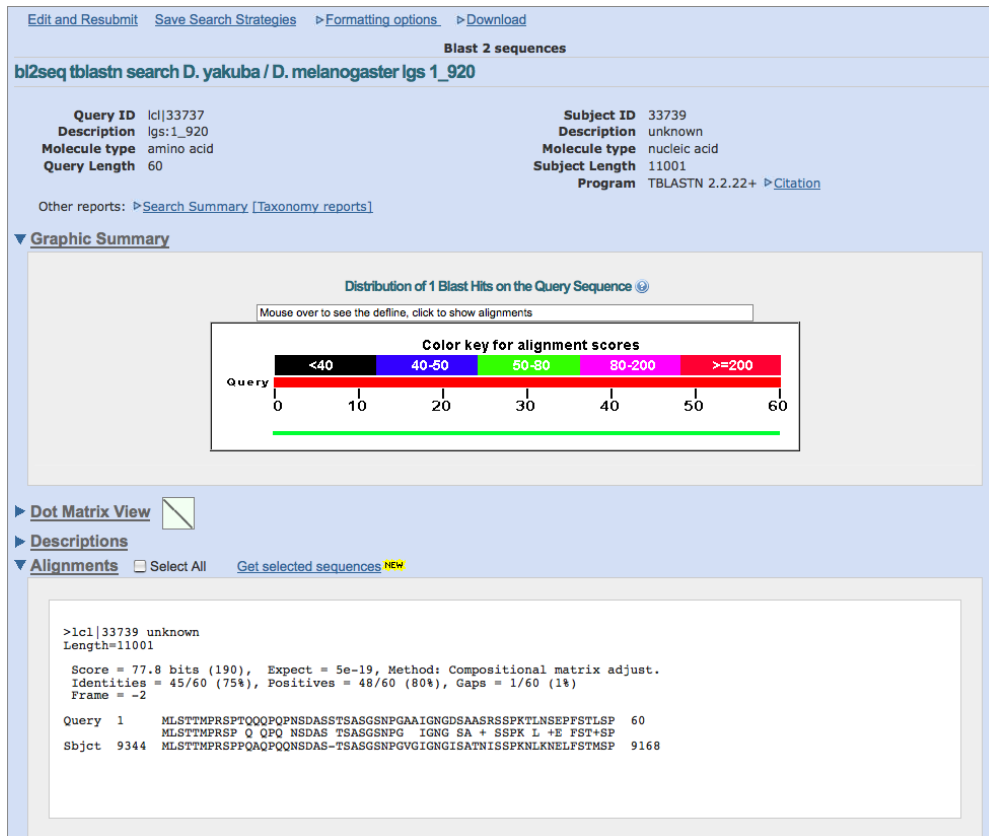 Edit and Resubmit Save Search Strategies ▷Formatting options ▷Download
Blast 2 sequences
bl2seq tblastn search D. yakuba / D. melanogaster lgs 1_920
Query ID lcl|33737 Subject ID 33739
Description lgs:1_920 Description unknown
Molecule type amino acid Molecule type nucleic acid
Query Length 60 Subject Length 11001
Program TBLASTN 2.2.22+ ▷Citation
Other reports: ▷Search Summary [Taxonomy reports]
▼Graphic Summary
Distribution of 1 Blast Hits on the Query Sequence ?
Mouse over to see the defline, click to show alignments
Color key for alignment scores
<40 40-50 50-80 80-200 >=200
Query
0 10 20 30 40 50 60
▶Dot Matrix View
▶Descriptions
▼Alignments Select All Get selected sequences NEW
>lcl|33739 unknown
Length=11001
Score = 77.8 bits (190), Expect = 5e-19, Method: Compositional matrix adjust.
Identities = 45/60 (75%), Positives = 48/60 (80%), Gaps = 1/60 (1%)
Frame = -2
Query 1 MLSTTMPRSPTQQQPQPNSDASSTSASGSNPGAAIGNGDSAASRSSPKTLNSEPFSTLSP 60
MLSTTMPRSP Q QPQ NSDAS TSASGSNPG IGNG SA + SSPK L +E FST+SP
Sbjct 9344 MLSTTMPRSPPQAQPQQNSDAS-TSASGSNPGVGIGNGISATNISSPKNLKNELFSTMSP 9168